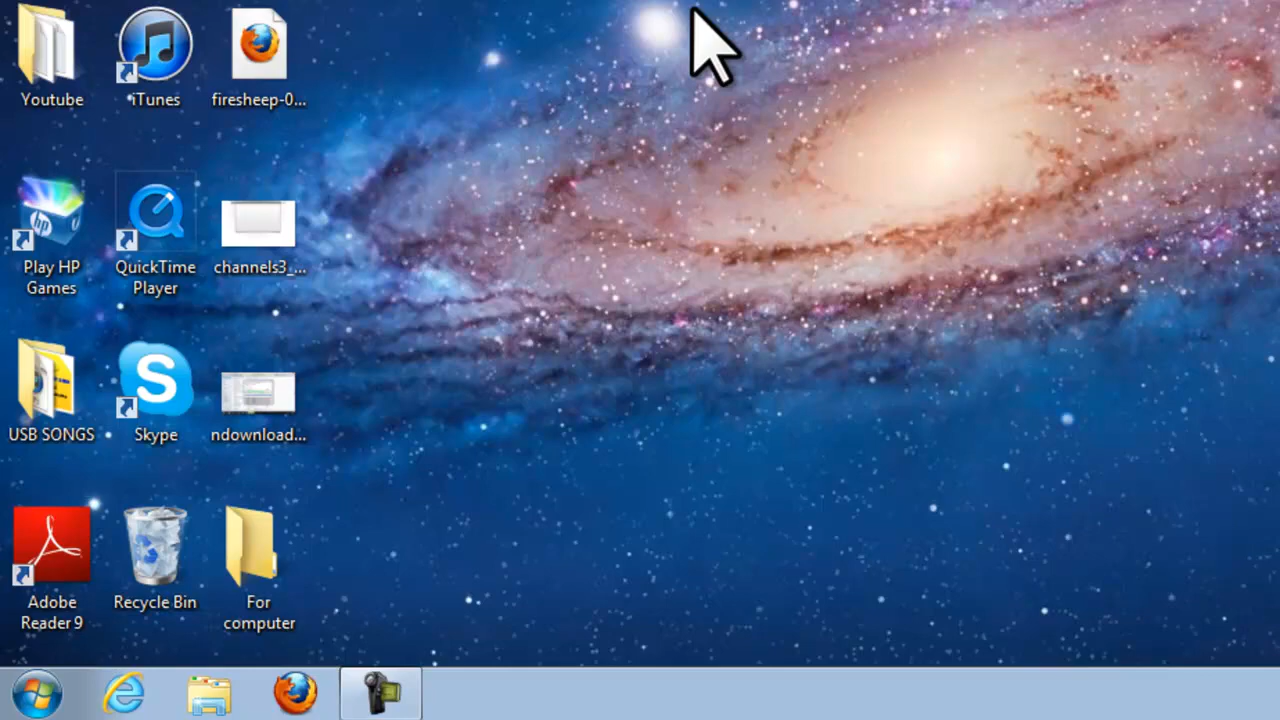 Youtube
iTunes
firesheep-0...
hp
Play HP
Games
QuickTime
Player
channels3_...
USB SONGS
S
Skype
ndownload...
Adobe
Reader 9
Recycle Bin
For
computer